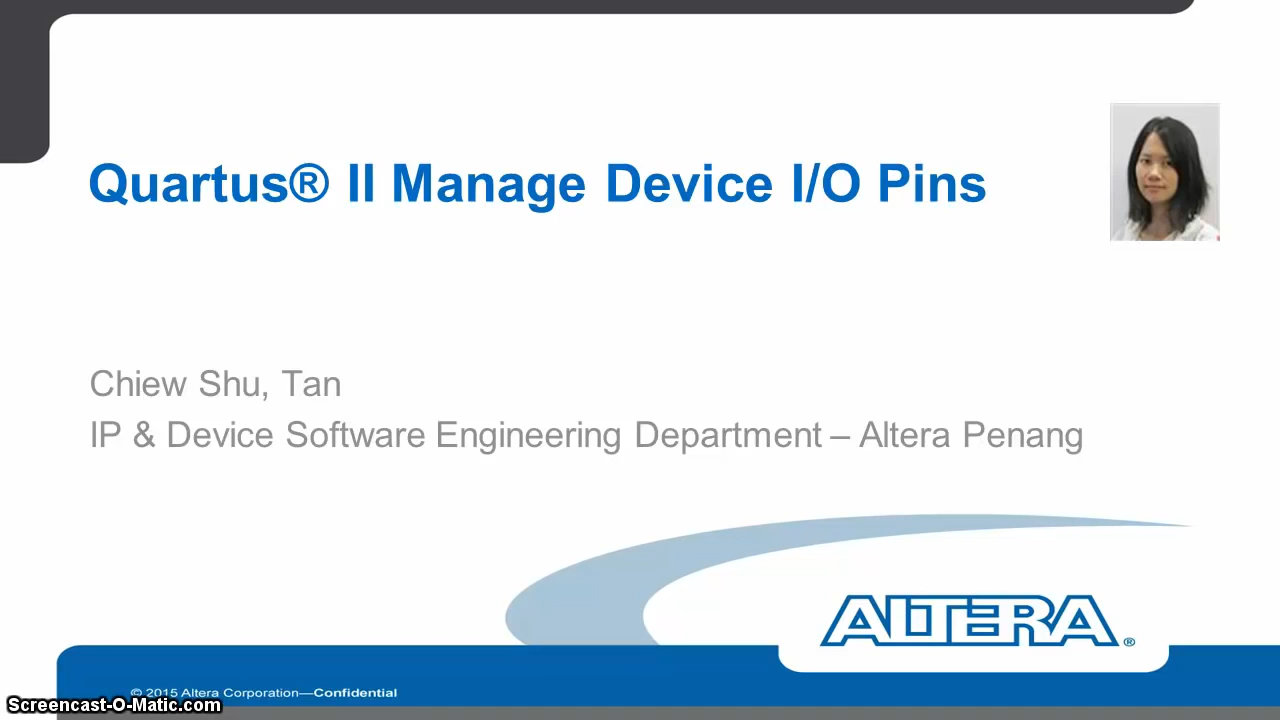 Quartus® II Manage Device I/O Pins
Chiew Shu, Tan
IP & Device Software Engineering Department – Altera Penang
ALTERA®
© 2015 Altera Corporation—Confidential
Screencast-O-Matic.com